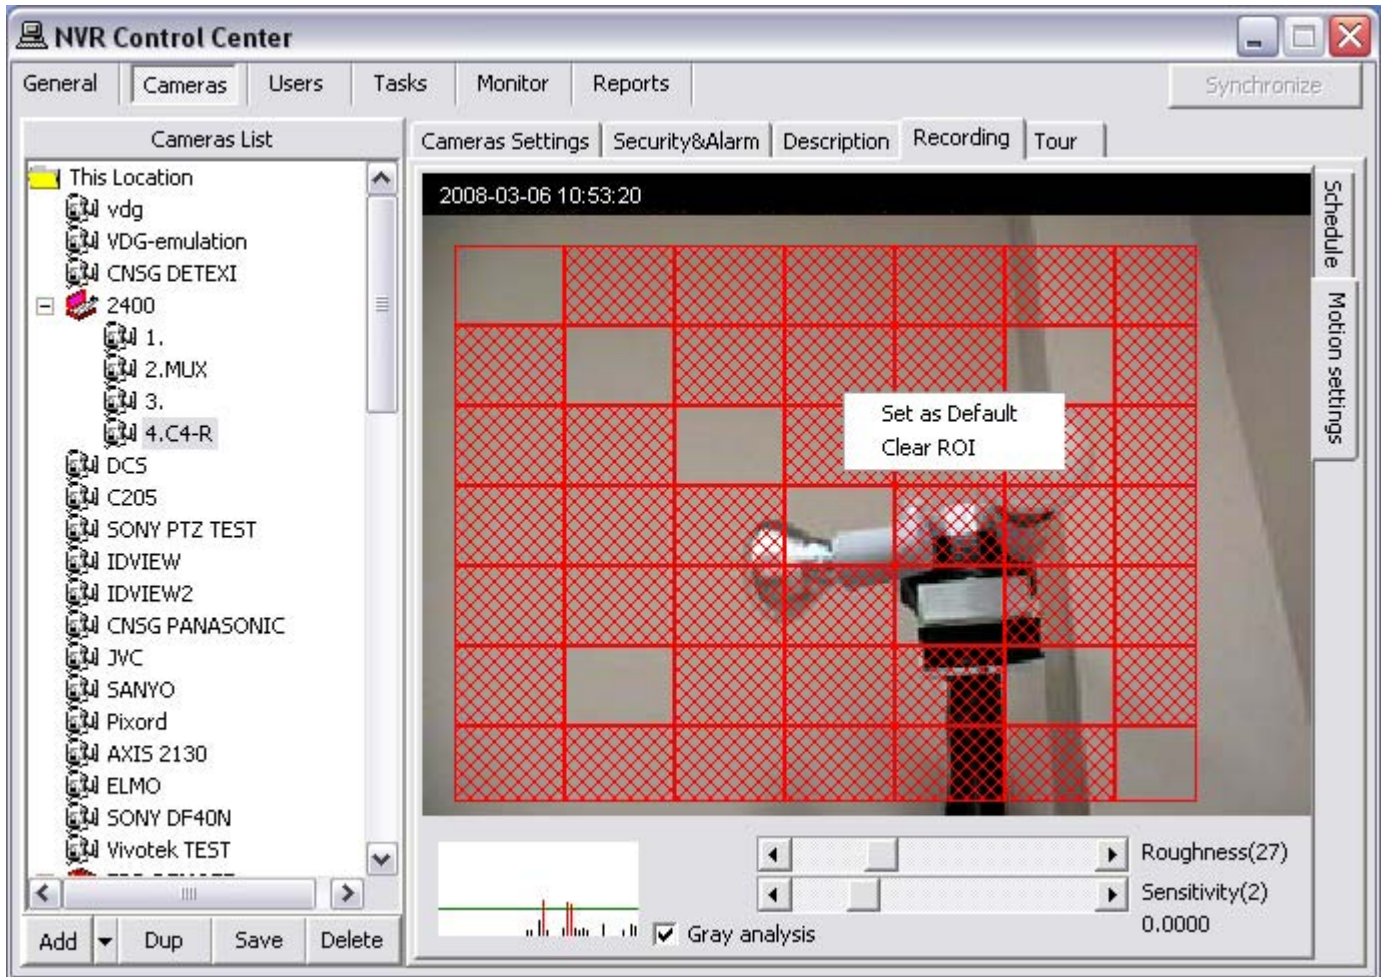 NVR Control Center
General Cameras Users Tasks Monitor Reports Synchronize
Cameras List
Cameras Settings Security&Alarm Description Recording Tour
This Location
vdg
VDG-emulation
CNSG DETEXI
2400
1.
2.MUX
3.
4.C4-R
DCS
C205
SONY PTZ TEST
IDVIEW
IDVIEW2
CNSG PANASONIC
JVC
SANYO
Pixord
AXIS 2130
ELMO
SONY DF40N
Vivotek TEST
Add Dup Save Delete
2008-03-06 10:53:20
Set as Default
Clear ROI
Schedule
Motion settings
Roughness(27)
Sensitivity(2)
0.0000
Gray analysis